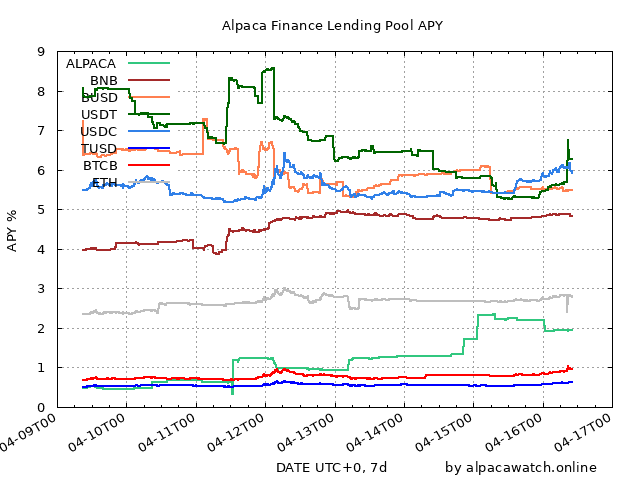 Alpaca Finance Lending Pool APY
APY %
9
8
7
6
5
4
3
2
1
0
ALPACA
BNB
BUSD
USDT
USDC
TUSD
BTCB
ETH
04-09T00
04-10T00
04-11T00
04-12T00
04-13T00
04-14T00
04-15T00
04-16T00
04-17T00
DATE UTC+0, 7d
by alpacawatch.online